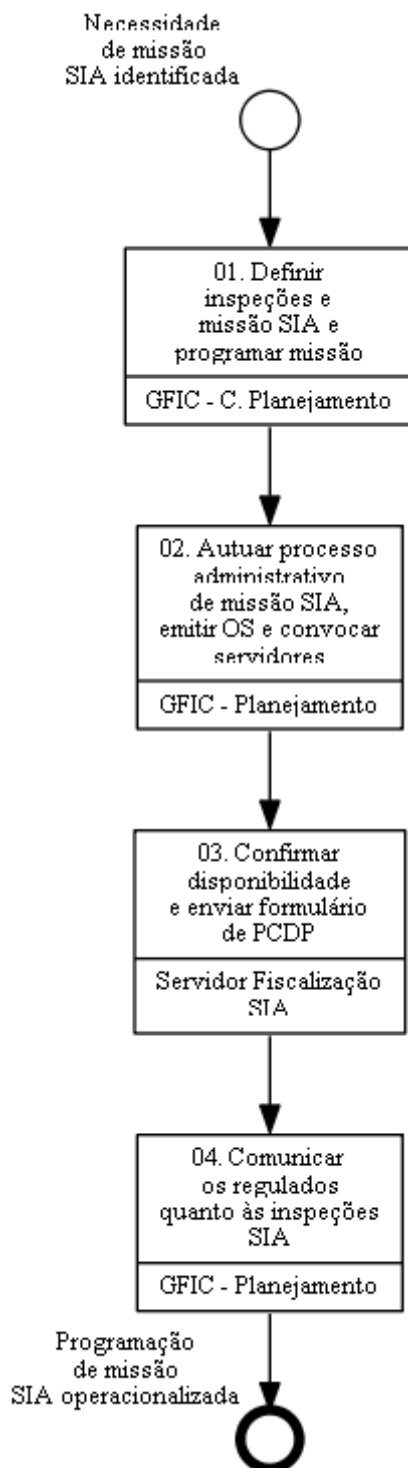 Necessidade
de missão
SIA identificada
01. Definir
inspeções e
missão SIA e
programar missão
GFIC - C. Planejamento
02. Autuar processo
administrativo
de missão SIA,
emitir OS e convocar
servidores
GFIC - Planejamento
03. Confirmar
disponibilidade
e enviar formulário
de PCDP
Servidor Fiscalização
SIA
04. Comunicar
os regulados
quanto às inspeções
SIA
GFIC - Planejamento
Programação
de missão
SIA operacionalizada